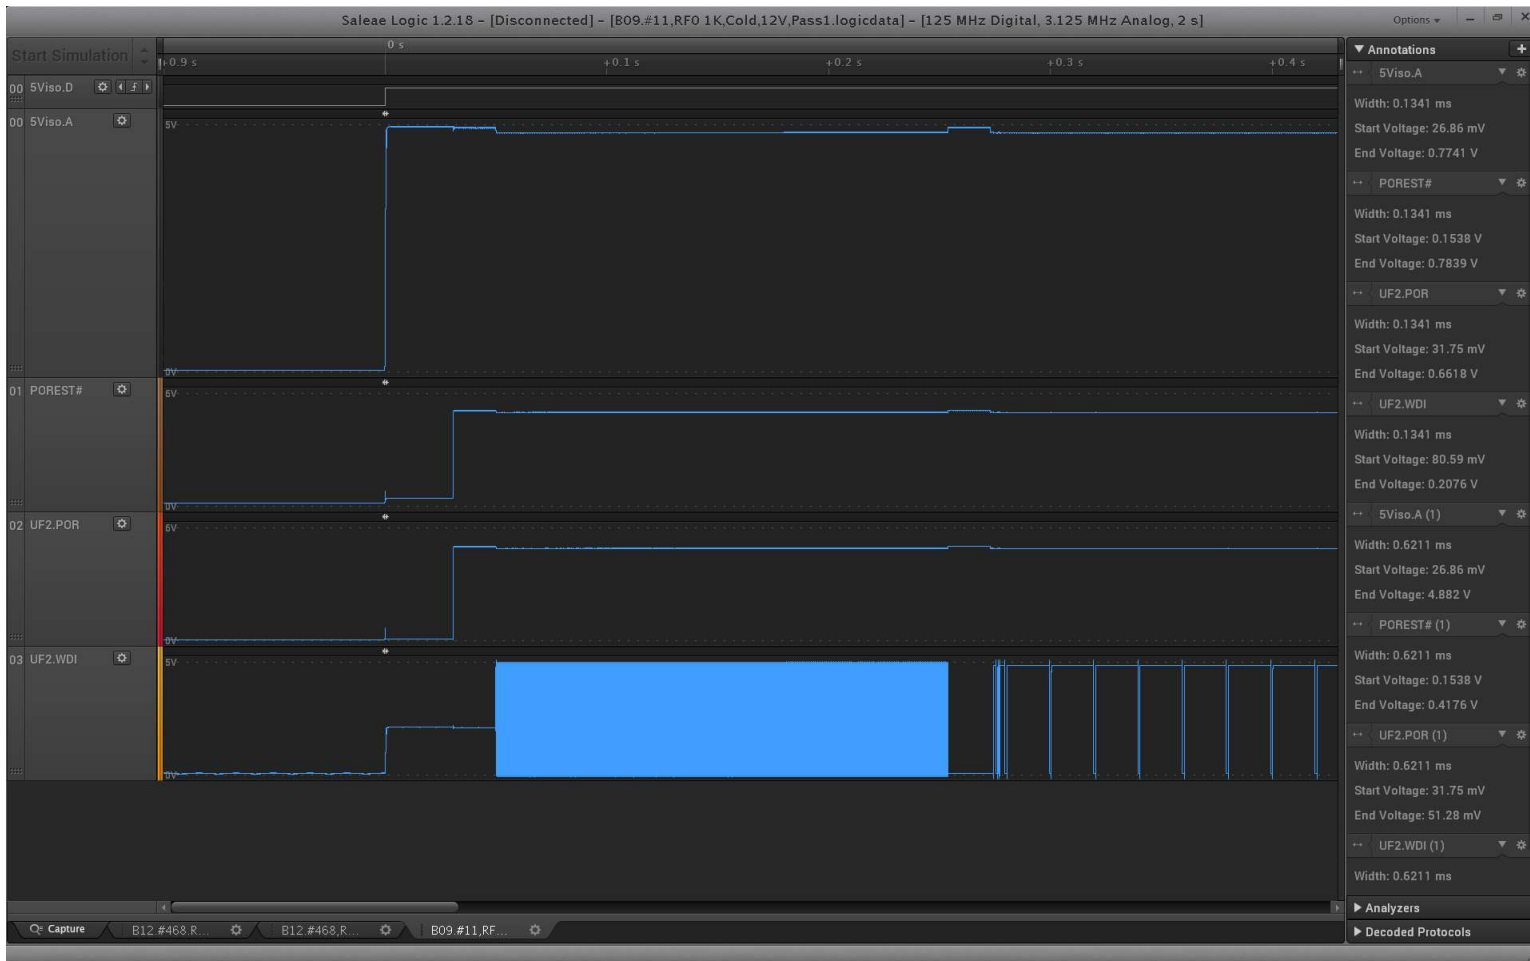 Saleae Logic 1.2.18 – [Disconnected] – [B09.#11,RF0 1K,Cold,12V,Pass1.logicdata] – [125 MHz Digital, 3.125 MHz Analog, 2 s]
Options
Start Simulation
0 s
+0.9 s
+0.1 s
+0.2 s
+0.3 s
+0.4 s
00 5Viso.D
00 5Viso.A
5V
0V
01 POREST#
6V
0V
02 UF2.POR
6V
0V
03 UF2.WDI
5V
0V
Annotations
5Viso.A
Width: 0.1341 ms
Start Voltage: 26.86 mV
End Voltage: 0.7741 V
POREST#
Width: 0.1341 ms
Start Voltage: 0.1538 V
End Voltage: 0.7839 V
UF2.POR
Width: 0.1341 ms
Start Voltage: 31.75 mV
End Voltage: 0.6618 V
UF2.WDI
Width: 0.1341 ms
Start Voltage: 80.59 mV
End Voltage: 0.2076 V
5Viso.A (1)
Width: 0.6211 ms
Start Voltage: 26.86 mV
End Voltage: 4.882 V
POREST# (1)
Width: 0.6211 ms
Start Voltage: 0.1538 V
End Voltage: 0.4176 V
UF2.POR (1)
Width: 0.6211 ms
Start Voltage: 31.75 mV
End Voltage: 51.28 mV
UF2.WDI (1)
Width: 0.6211 ms
Analyzers
Decoded Protocols
Capture
B12.#468.R...
B12.#468,R...
B09.#11,RF...